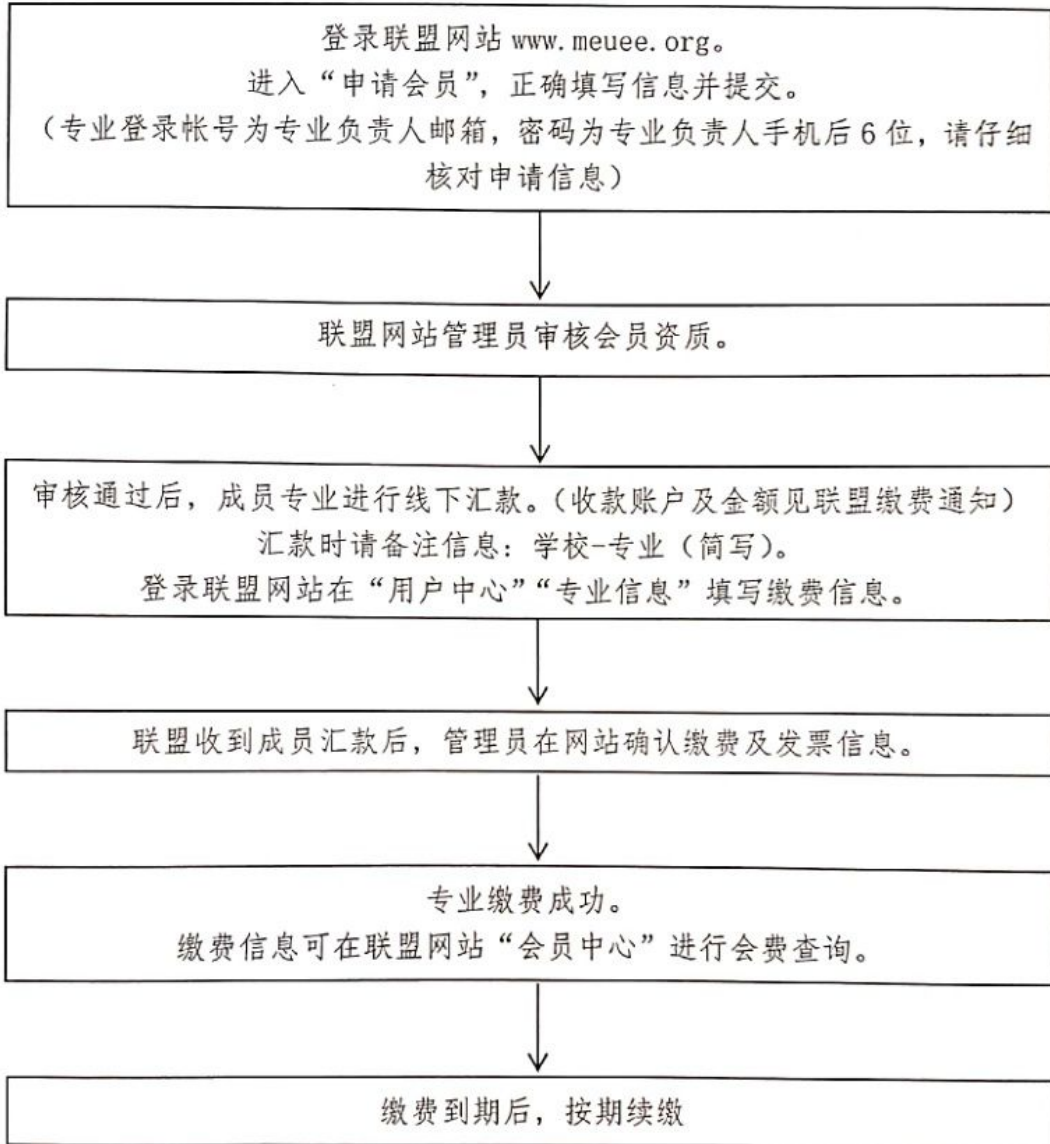 登录联盟网站 www.meuee.org。
进入“申请会员”，正确填写信息并提交。
（专业登录帐号为专业负责人邮箱，密码为专业负责人手机后 6 位，请仔细
核对申请信息）
联盟网站管理员审核会员资质。
审核通过后，成员专业进行线下汇款。（收款账户及金额见联盟缴费通知）
汇款时请备注信息：学校-专业（简写）。
登录联盟网站在“用户中心”“专业信息”填写缴费信息。
联盟收到成员汇款后，管理员在网站确认缴费及发票信息。
专业缴费成功。
缴费信息可在联盟网站“会员中心”进行会费查询。
缴费到期后，按期续缴